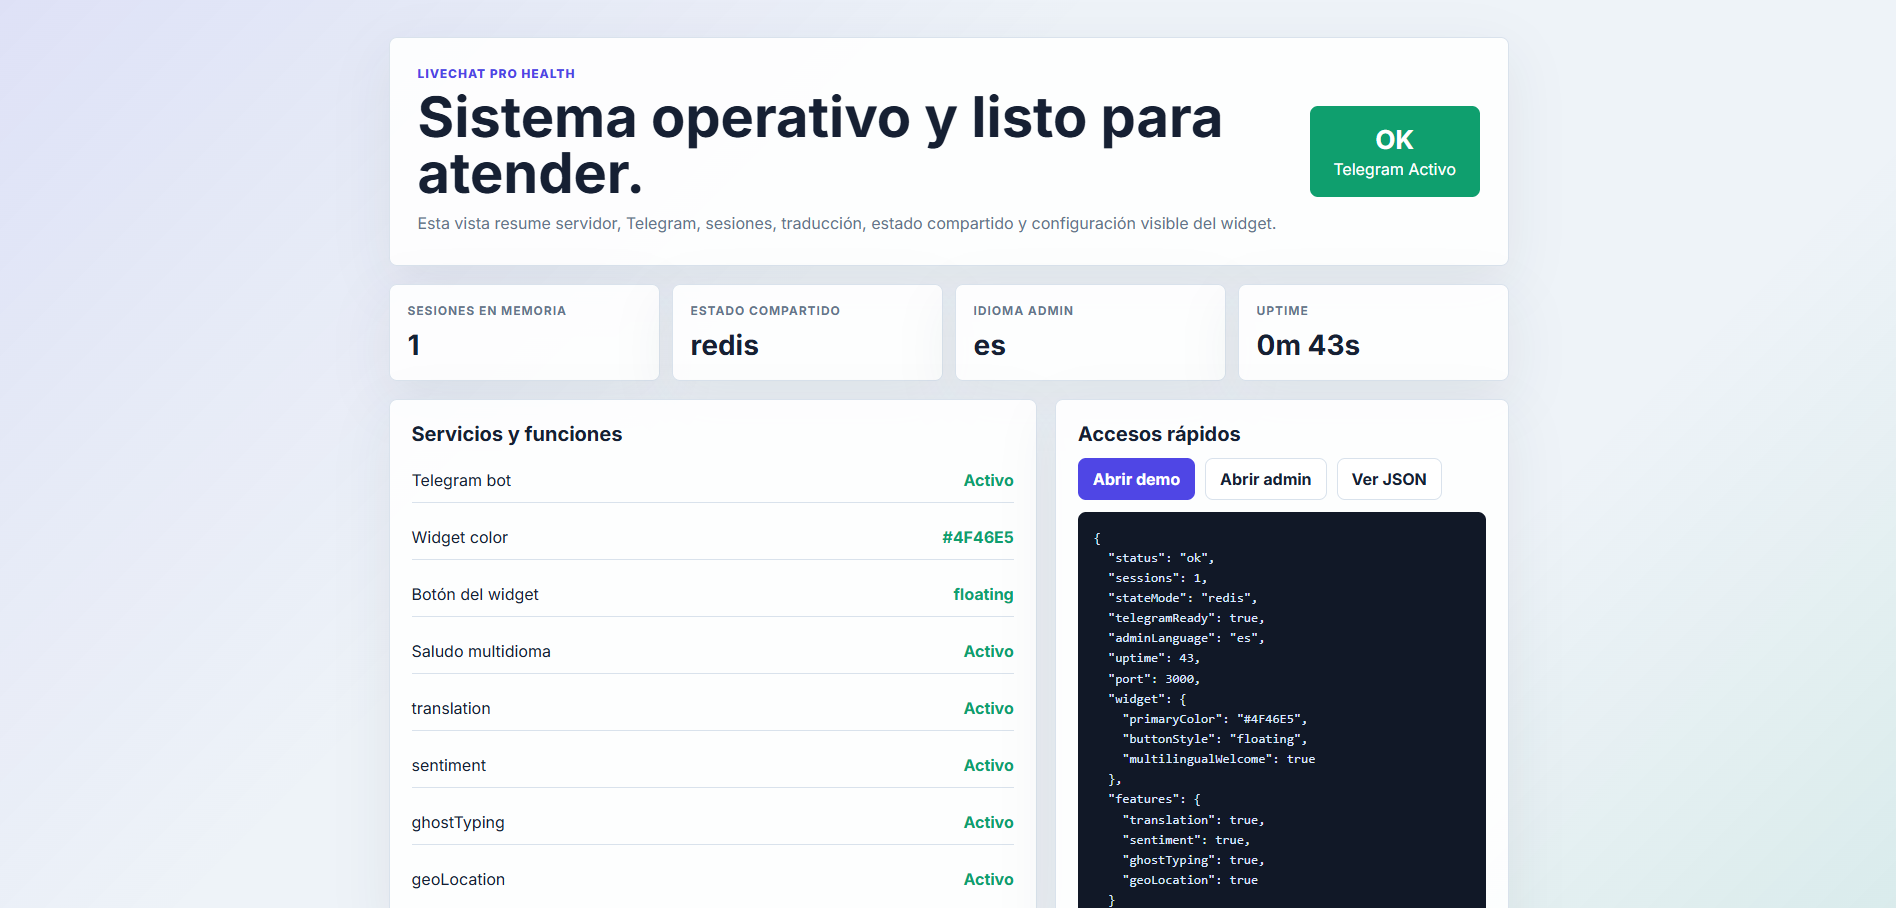 LIVECHAT PRO HEALTH
Sistema operativo y listo para
atender.
Esta vista resume servidor, Telegram, sesiones, traducción, estado compartido y configuración visible del widget.
OK
Telegram Activo
SESIONES EN MEMORIA
1
ESTADO COMPARTIDO
redis
IDIOMA ADMIN
es
UPTIME
0m 43s
Servicios y funciones
Telegram bot Activo
Widget color #4F46E5
Botón del widget floating
Saludo multidioma Activo
translation Activo
sentiment Activo
ghostTyping Activo
geoLocation Activo
Accesos rápidos
Abrir demo Abrir admin Ver JSON
{
  "status": "ok",
  "sessions": 1,
  "stateMode": "redis",
  "telegramReady": true,
  "adminLanguage": "es",
  "uptime": 43,
  "port": 3000,
  "widget": {
    "primaryColor": "#4F46E5",
    "buttonStyle": "floating",
    "multilingualWelcome": true
  },
  "features": {
    "translation": true,
    "sentiment": true,
    "ghostTyping": true,
    "geoLocation": true
  }